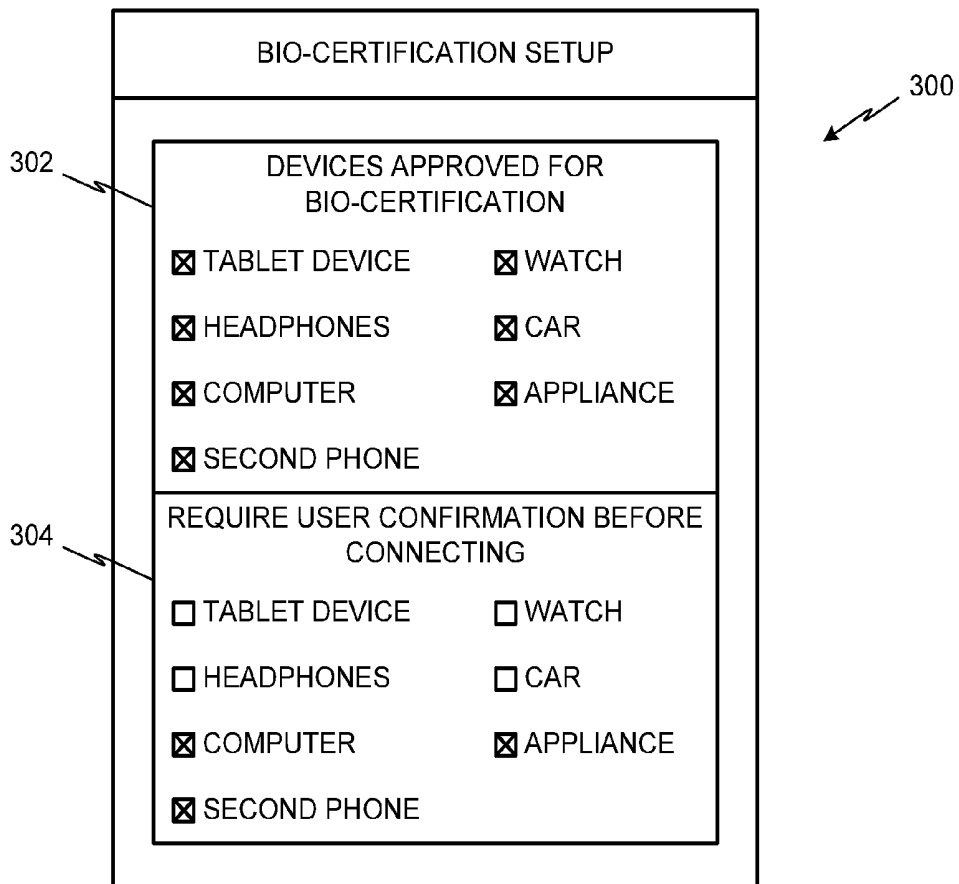 BIO-CERTIFICATION SETUP
300
302
DEVICES APPROVED FOR
BIO-CERTIFICATION
TABLET DEVICE
WATCH
HEADPHONES
CAR
COMPUTER
APPLIANCE
SECOND PHONE
304
REQUIRE USER CONFIRMATION BEFORE
CONNECTING
TABLET DEVICE
WATCH
HEADPHONES
CAR
COMPUTER
APPLIANCE
SECOND PHONE